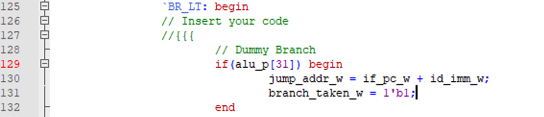 125 `BR_LT: begin
126 // Insert your code
127 //{{{
128 // Dummy Branch
129 if(alu_p[31]) begin
130 jump_addr_w = if_pc_w + id_imm_w;
131 branch_taken_w = 1'b1;
132 end